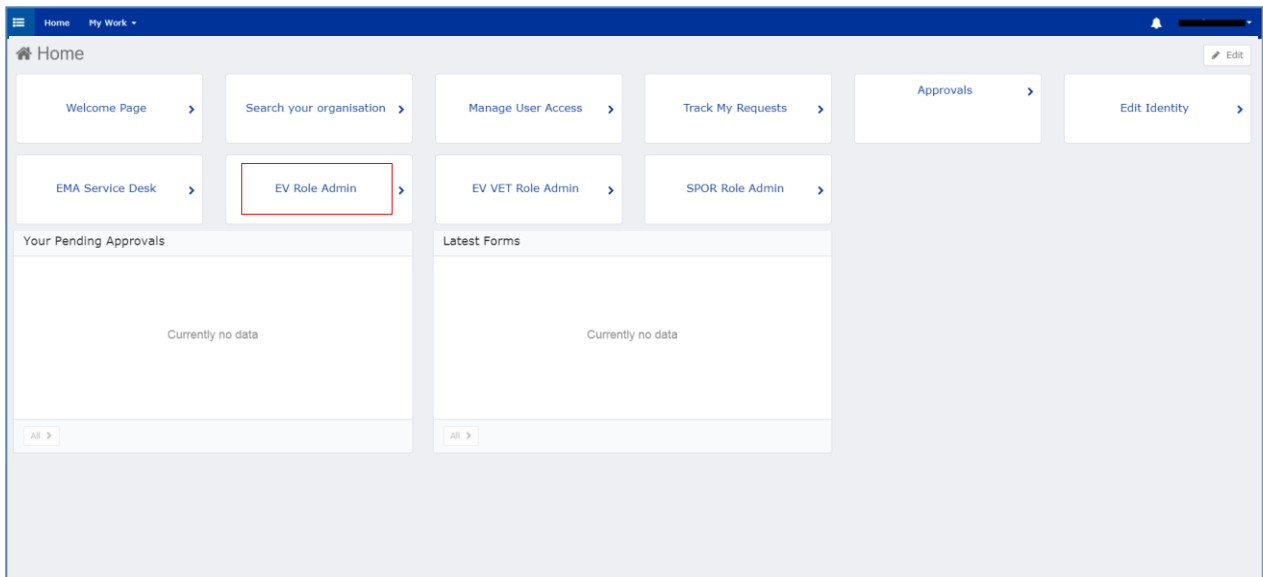 Home My Work
Home
Edit
Welcome Page
Search your organisation
Manage User Access
Track My Requests
Approvals
Edit Identity
EMA Service Desk
EV Role Admin
EV VET Role Admin
SPOR Role Admin
Your Pending Approvals
Latest Forms
Currently no data
Currently no data
All
All